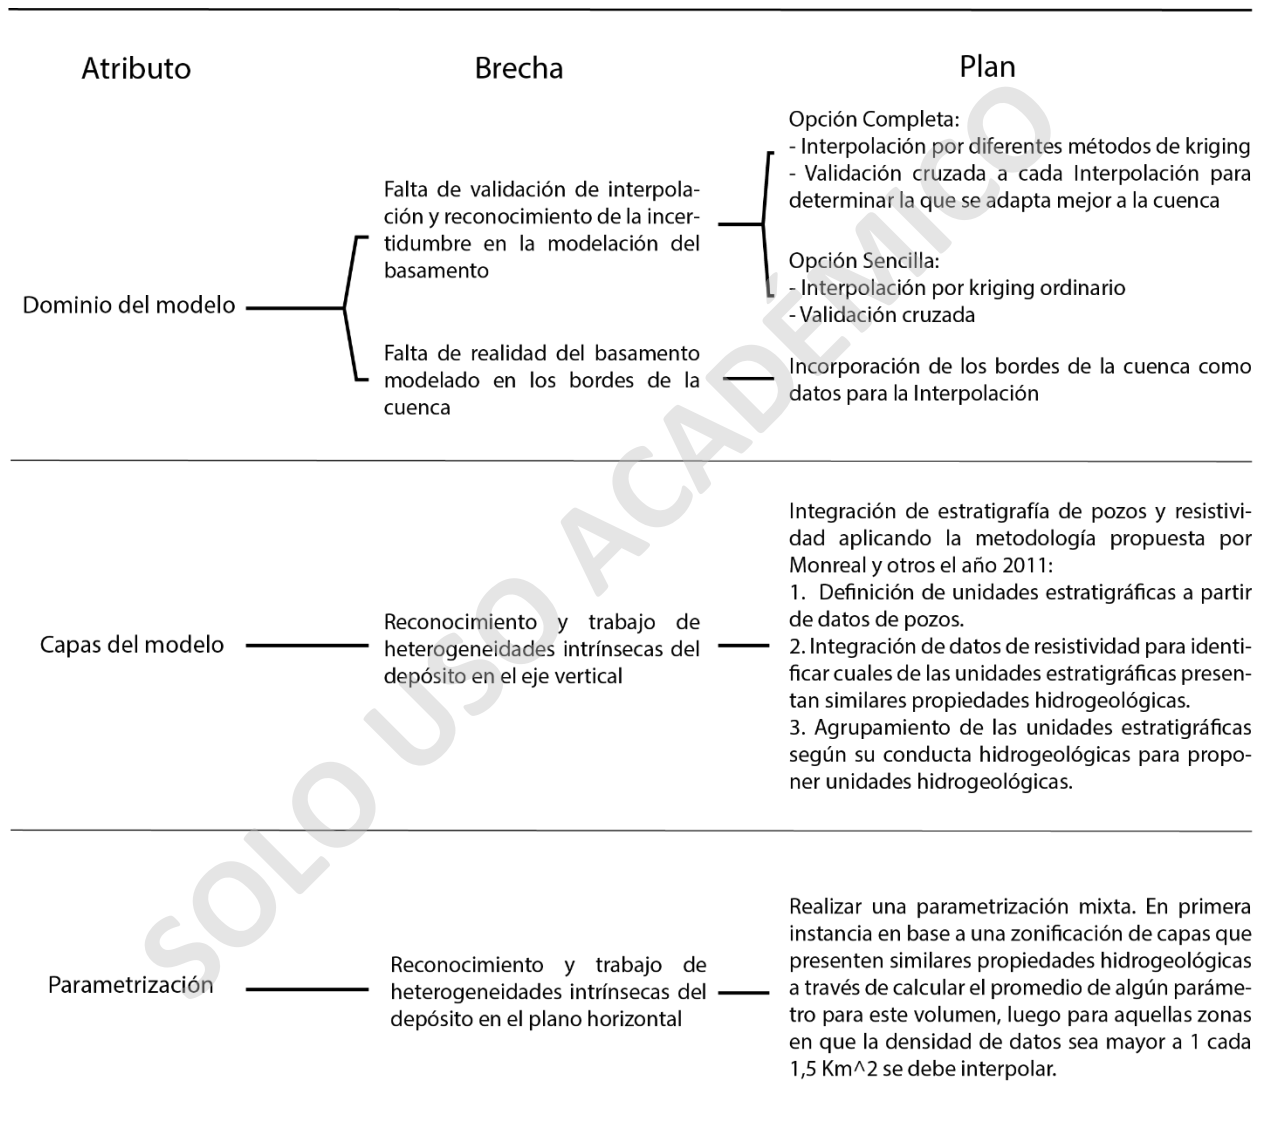 Atributo
Brecha
Plan
Dominio del modelo
Falta de validación de interpola-
ción y reconocimiento de la incer-
tidumbre en la modelación del
basamento
Opción Completa:
- Interpolación por diferentes métodos de kriging
- Validación cruzada a cada Interpolación para
determinar la que se adapta mejor a la cuenca
Opción Sencilla:
- Interpolación por kriging ordinario
- Validación cruzada
Falta de realidad del basamento
modelado en los bordes de la
cuenca
Incorporación de los bordes de la cuenca como
datos para la Interpolación
Capas del modelo
Reconocimiento y trabajo de
heterogeneidades intrínsecas del
depósito en el eje vertical
Integración de estratigrafía de pozos y resistivi-
dad aplicando la metodología propuesta por
Monreal y otros el año 2011:
1. Definición de unidades estratigráficas a partir
de datos de pozos.
2. Integración de datos de resistividad para identi-
ficar cuales de las unidades estratigráficas presen-
tan similares propiedades hidrogeológicas.
3. Agrupamiento de las unidades estratigráficas
según su conducta hidrogeológicas para propo-
ner unidades hidrogeológicas.
Parametrización
Reconocimiento y trabajo de
heterogeneidades intrínsecas del
depósito en el plano horizontal
Realizar una parametrización mixta. En primera
instancia en base a una zonificación de capas que
presenten similares propiedades hidrogeológicas
a través de calcular el promedio de algún paráme-
tro para este volumen, luego para aquellas zonas
en que la densidad de datos sea mayor a 1 cada
1,5 Km^2 se debe interpolar.
SOLO USO ACADÉMICO